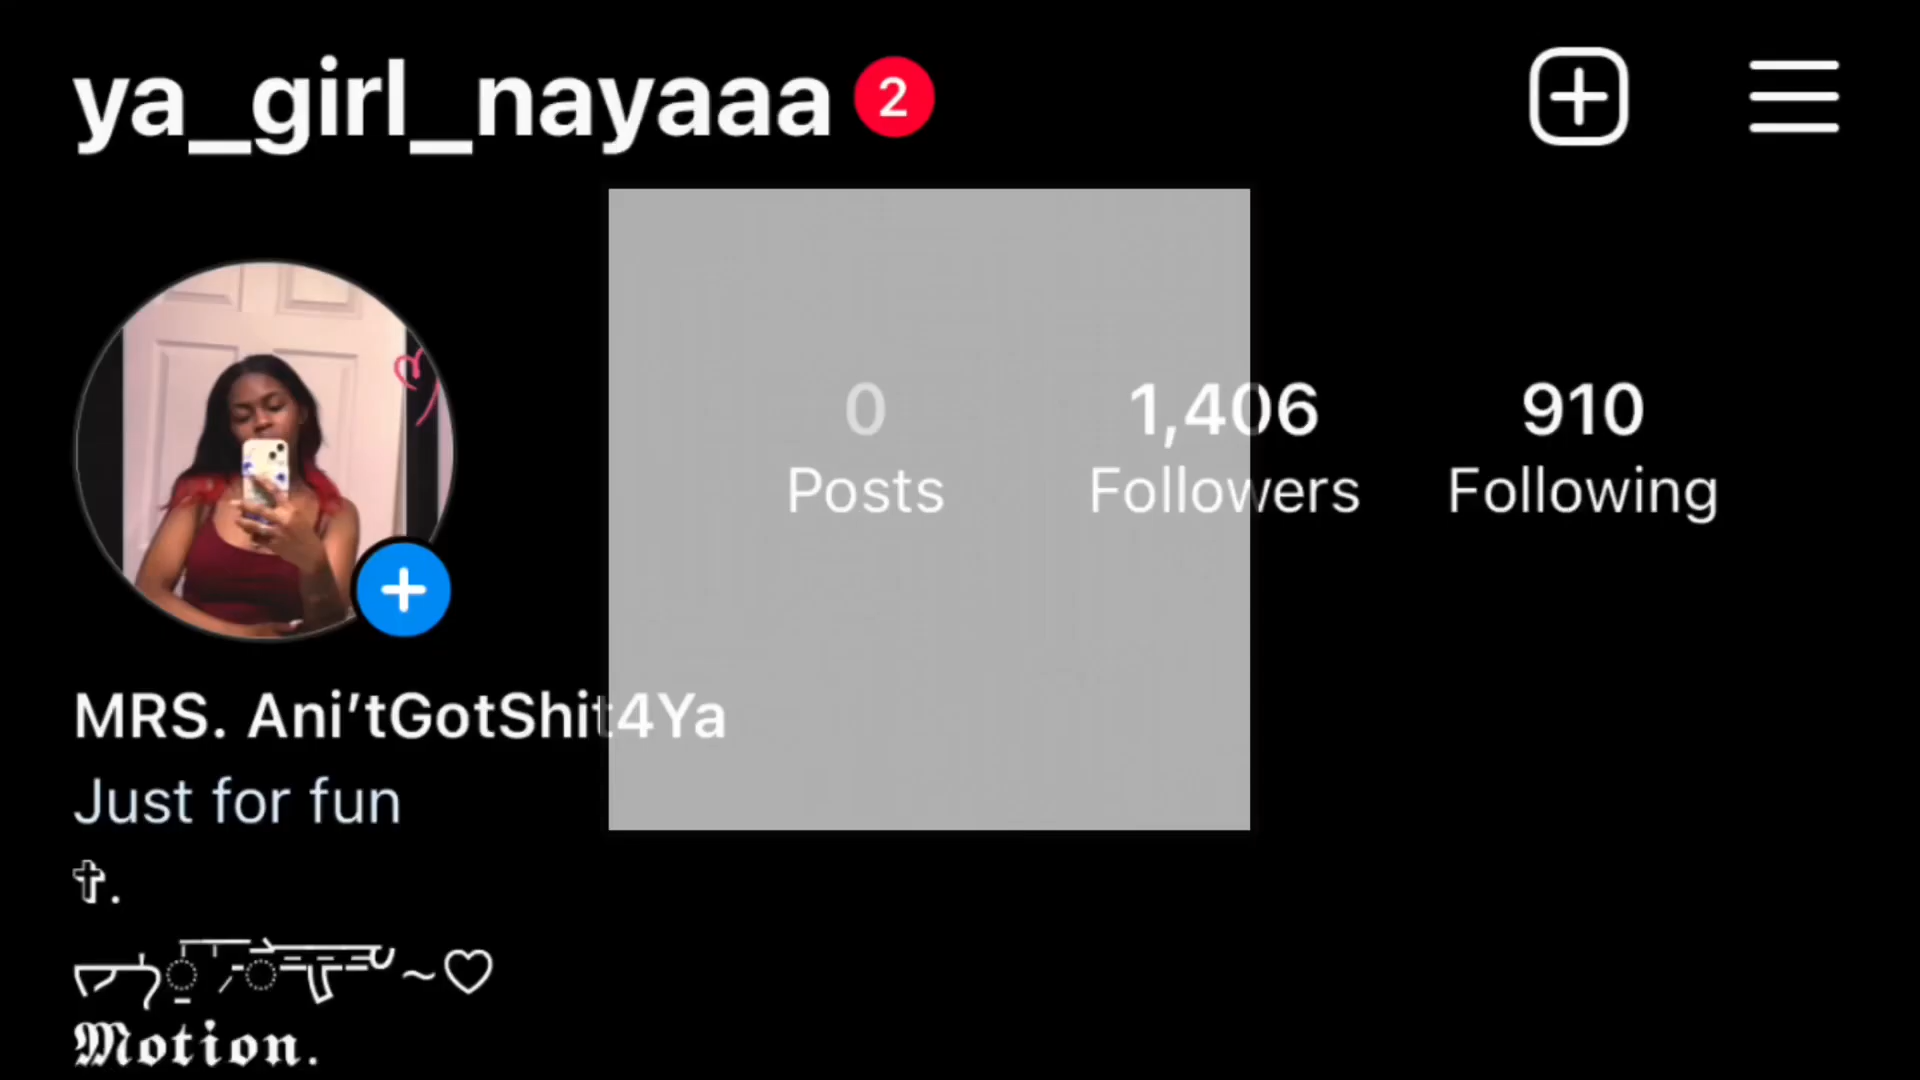 ya_girl_nayaaa 2
0 1,406 910
Posts Followers Following
MRS. Ani’tGotShit4Ya
Just for fun
✞.
~♡
𝕸𝖔𝖙𝖎𝖔𝖓.